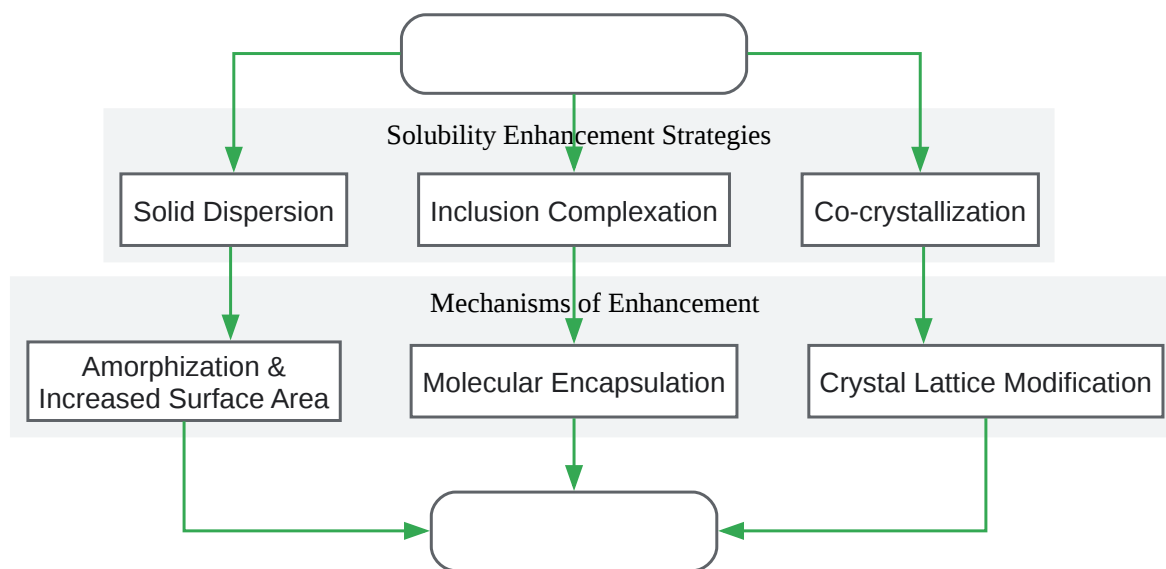 Solubility Enhancement Strategies
Solid Dispersion
Inclusion Complexation
Co-crystallization
Mechanisms of Enhancement
Amorphization &
Increased Surface Area
Molecular Encapsulation
Crystal Lattice Modification